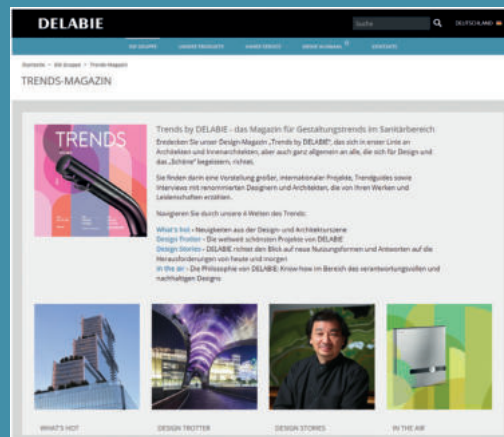 DELABIE
Suche
DEUTSCHLAND
DIE GRUPPE
UNSERE PRODUKTE
UNSER SERVICE
MEINE AUSWAHL 0
KONTAKTE
Startseite > die Gruppe > Trends-Magazin
TRENDS-MAGAZIN
TRENDS
Trends by DELABIE - das Magazin für Gestaltungstrends im Sanitärbereich
Entdecken Sie unser Design-Magazin „Trends by DELABIE“, das sich in erster Linie an
Architekten und Innenarchitekten, aber auch ganz allgemein an alle, die sich für Design und
das „Schöne“ begeistern, richtet.
Sie finden darin eine Vorstellung großer, internationaler Projekte, Trendguides sowie
Interviews mit renommierten Designern und Architekten, die von ihren Werken und
Leidenschaften erzählen.
Navigieren Sie durch unsere 4 Welten des Trends:
What's hot - Neuigkeiten aus der Design- und Architekturszene
Design Trotter - Die weltweit schönsten Projekte von DELABIE
Design Stories - DELABIE richtet den Blick auf neue Nutzungsformen und Antworten auf die
Herausforderungen von heute und morgen
In the air - Die Philosophie von DELABIE: Know-how im Bereich des verantwortungsvollen und
nachhaltigen Designs
WHAT'S HOT
DESIGN TROTTER
DESIGN STORIES
IN THE AIR